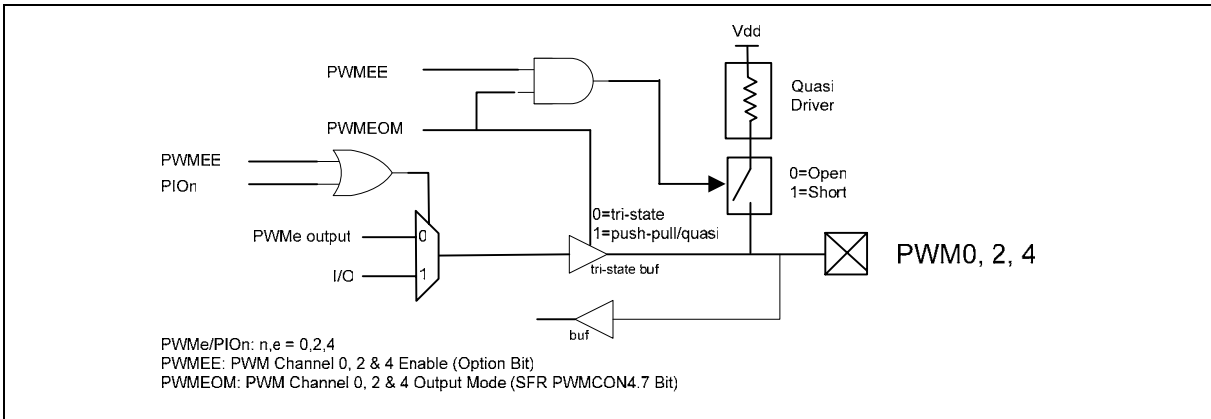 Vdd
PWMEE
Quasi
Driver
PWMEOM
PWMEE
PIOn
0=Open
1=Short
0=tri-state
1=push-pull/quasi
PWMe output
0
I/O
1
tri-state buf
PWM0, 2, 4
buf
PWMe/PIOn: n,e = 0,2,4
PWMEE: PWM Channel 0, 2 & 4 Enable (Option Bit)
PWMEOM: PWM Channel 0, 2 & 4 Output Mode (SFR PWMCON4.7 Bit)